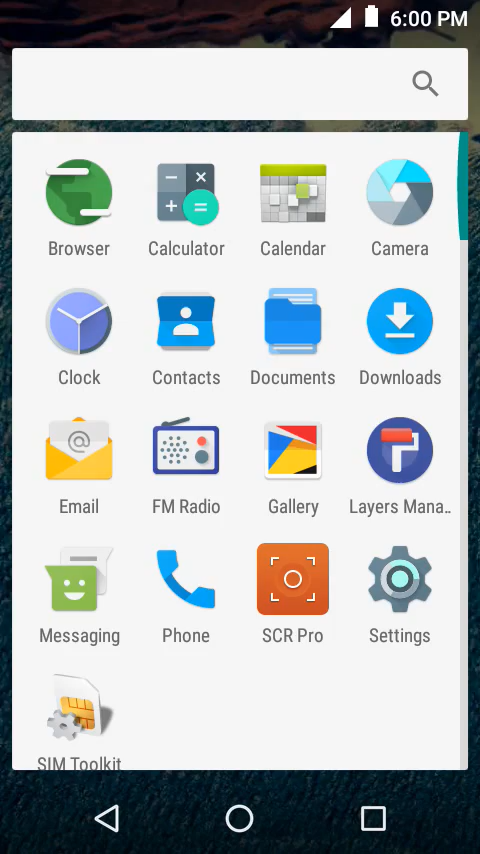 6:00 PM
Browser Calculator Calendar Camera
Clock Contacts Documents Downloads
Email FM Radio Gallery Layers Mana..
Messaging Phone SCR Pro Settings
SIM Toolkit